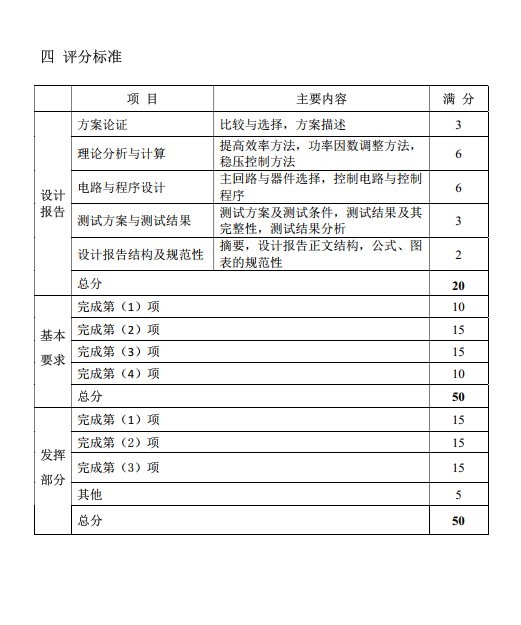 四 评分标准
项 目 主要内容 满 分
设计
报告
方案论证 比较与选择，方案描述 3
理论分析与计算 提高效率方法，功率因数调整方法，
稳压控制方法 6
电路与程序设计 主回路与器件选择，控制电路与控制
程序 6
测试方案与测试结果 测试方案及测试条件，测试结果及其
完整性，测试结果分析 3
设计报告结构及规范性 摘要，设计报告正文结构，公式、图
表的规范性 2
总分 20
基本
要求
完成第（1）项 10
完成第（2）项 15
完成第（3）项 15
完成第（4）项 10
总分 50
发挥
部分
完成第（1）项 15
完成第（2）项 15
完成第（3）项 15
其他 5
总分 50